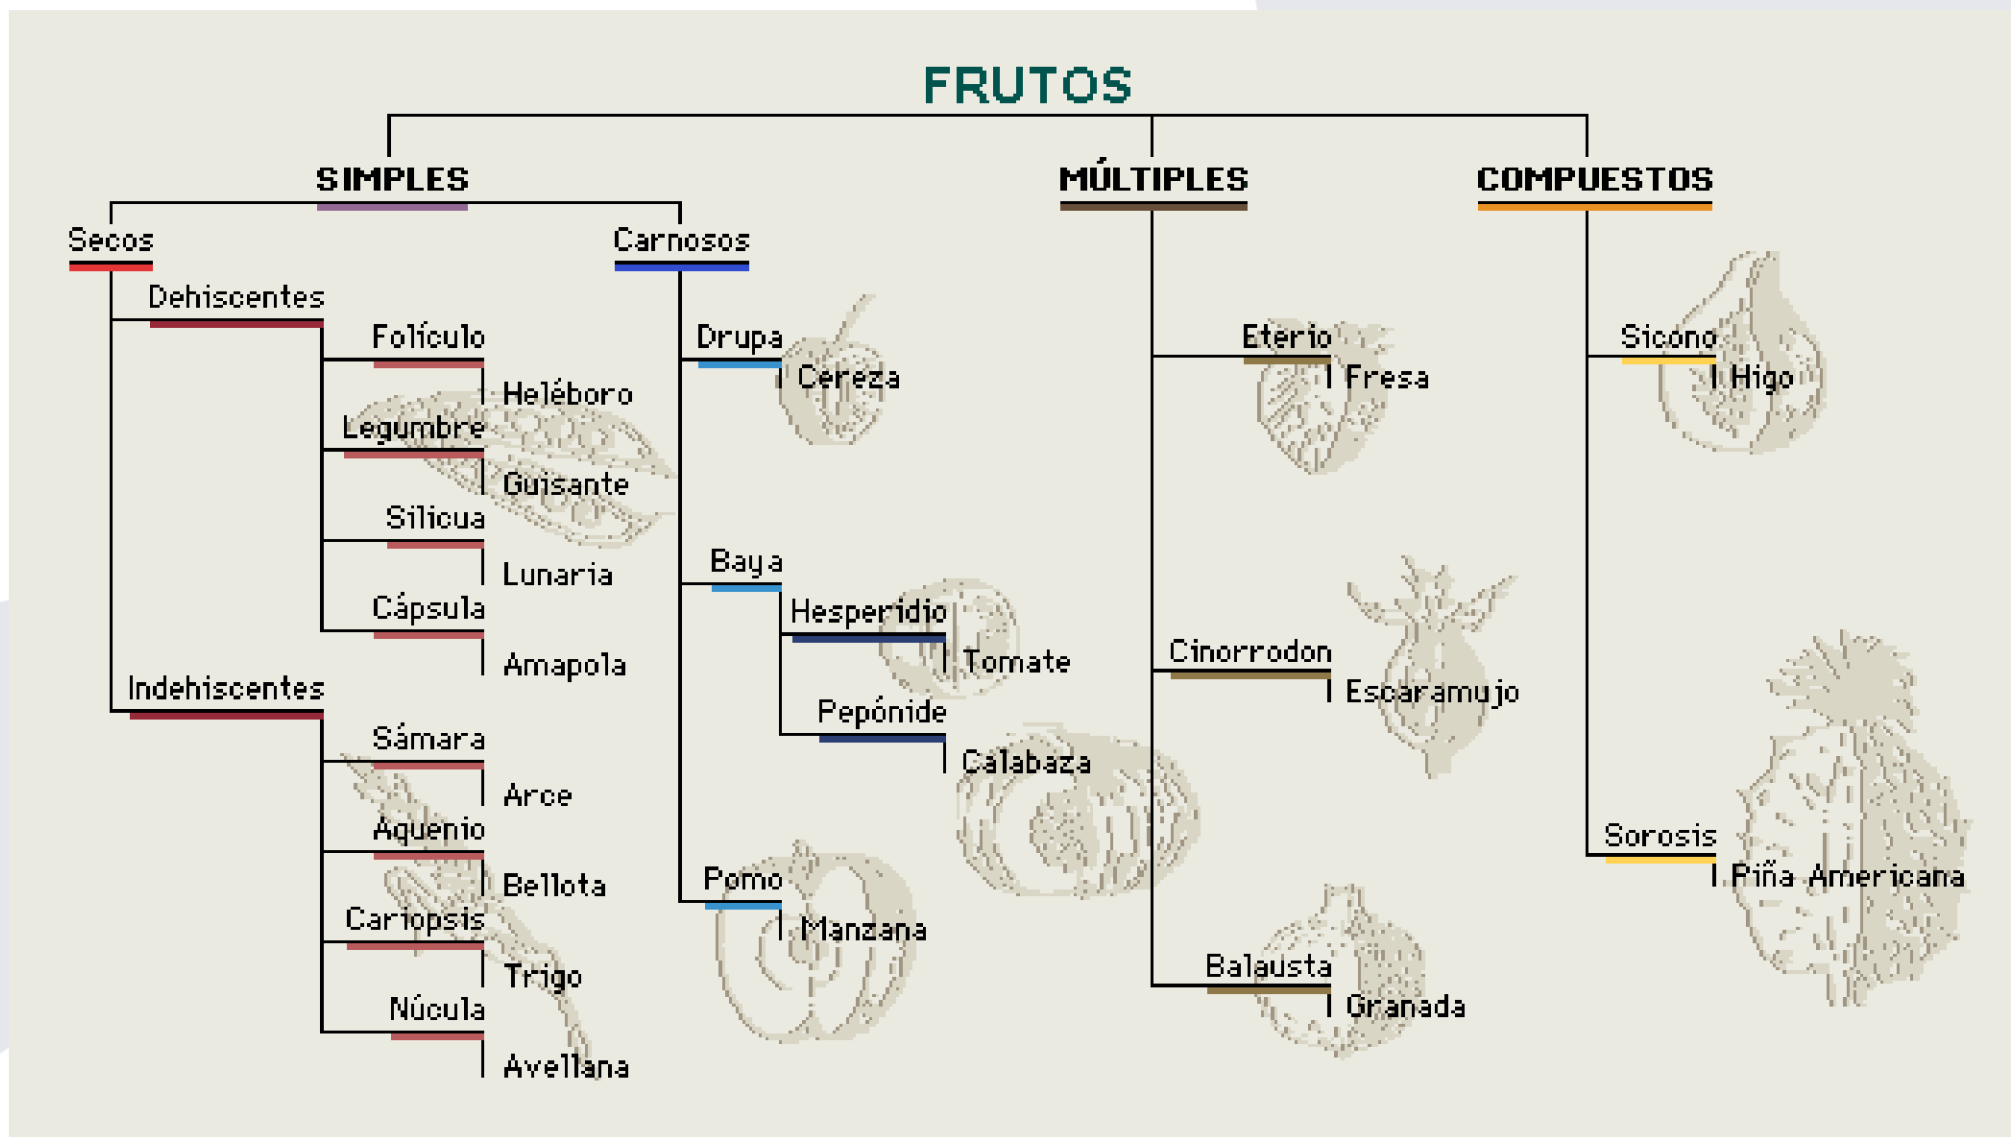 FRUTOS
SIMPLES
Secos
Dehiscentes
Folículo
Heléboro
Legumbre
Guisante
Silicua
Lunaria
Cápsula
Amapola
Indehiscentes
Sámara
Arce
Aquenio
Bellota
Cariopsis
Trigo
Núcula
Avellana
Carnosos
Drupa
Cereza
Baya
Hesperidio
Tomate
Pepónide
Calabaza
Pomo
Manzana
MÚLTIPLES
Eterio
Fresa
Cinorrodon
Escaramujo
Balausta
Granada
COMPUESTOS
Sicono
Higo
Sorosis
Piña Americana